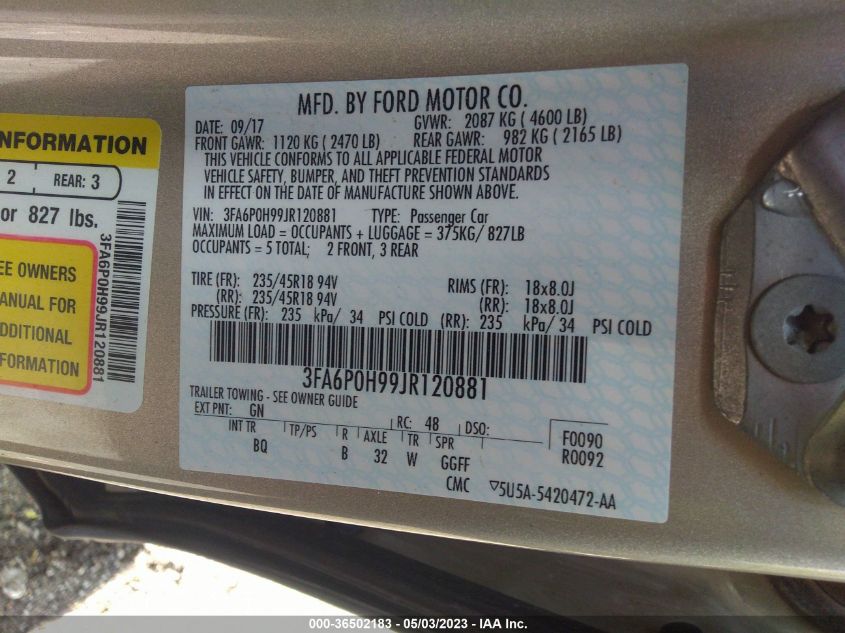 INFORMATION
2 REAR: 3
or 827 lbs.
OWNERS
MANUAL FOR
INFORMATION
3FA6P0H99JR120881
MFD. BY FORD MOTOR CO.
DATE: 09/17 GVWR: 2087 KG ( 4600 LB)
FRONT GAWR: 1120 KG ( 2470 LB) REAR GAWR: 982 KG ( 2165 LB)
THIS VEHICLE CONFORMS TO ALL APPLICABLE FEDERAL MOTOR
VEHICLE SAFETY, BUMPER, AND THEFT PREVENTION STANDARDS
IN EFFECT ON THE DATE OF MANUFACTURE SHOWN ABOVE.
VIN: 3FA6P0H99JR120881 TYPE: Passenger Car
MAXIMUM LOAD = OCCUPANTS + LUGGAGE = 375KG/ 827LB
OCCUPANTS = 5 TOTAL; 2 FRONT, 3 REAR
TIRE (FR): 235/45R18 94V RIMS (FR): 18x8.0J
(RR): 235/45R18 94V (RR): 18x8.0J
PRESSURE (FR): 235 kPa/ 34 PSI COLD (RR): 235 kPa/ 34 PSI COLD
3FA6P0H99JR120881
TRAILER TOWING - SEE OWNER GUIDE
EXT PNT: GN RC: 48 DSO: F0090
INT TR TP/PS R AXLE TR SPR R0092
BQ B 32 W GGFF
CMC ▽5U5A-5420472-AA
000-36502183 - 05/03/2023 - IAA Inc.